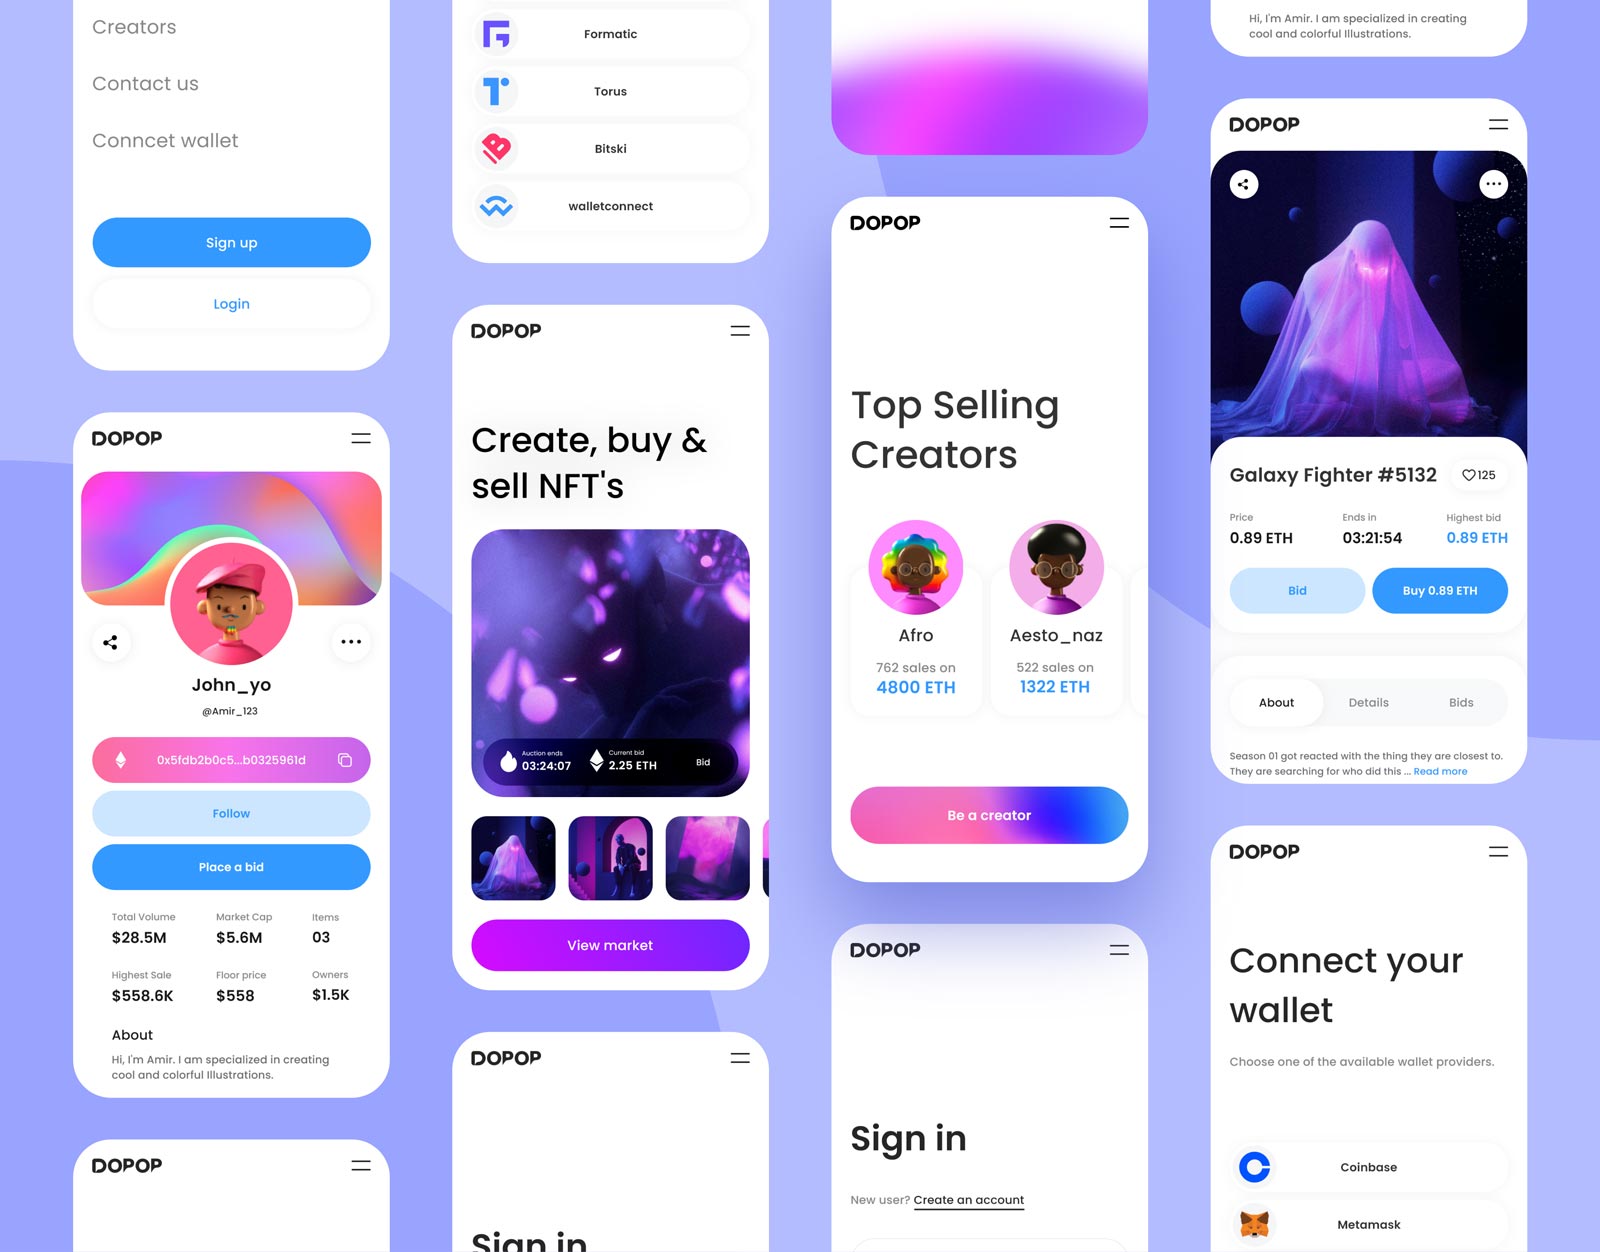 Creators
Contact us
Conncet wallet
Sign up
Login
DOPOP
John_yo
@Amir_123
0x5fdb2b0c5...b0325961d
Follow
Place a bid
Total Volume
Market Cap
Items
$28.5M
$5.6M
03
Highest Sale
Floor price
Owners
$558.6K
$558
$1.5K
About
Hi, I'm Amir. I am specialized in creating
cool and colorful Illustrations.
DOPOP
Formatic
Torus
Bitski
walletconnect
DOPOP
Create, buy &
sell NFT's
Auction ends
03:24:07
Current bid
2.25 ETH
Bid
View market
DOPOP
Sign in
DOPOP
Top Selling
Creators
Afro
762 sales on
4800 ETH
Aesto_naz
522 sales on
1322 ETH
Be a creator
DOPOP
Sign in
New user? Create an account
Hi, I'm Amir. I am specialized in creating
cool and colorful Illustrations.
DOPOP
Galaxy Fighter #5132
125
Price
Ends in
Highest bid
0.89 ETH
03:21:54
0.89 ETH
Bid
Buy 0.89 ETH
About
Details
Bids
Season 01 got reacted with the thing they are closest to.
They are searching for who did this ... Read more
DOPOP
Connect your
wallet
Choose one of the available wallet providers.
Coinbase
Metamask